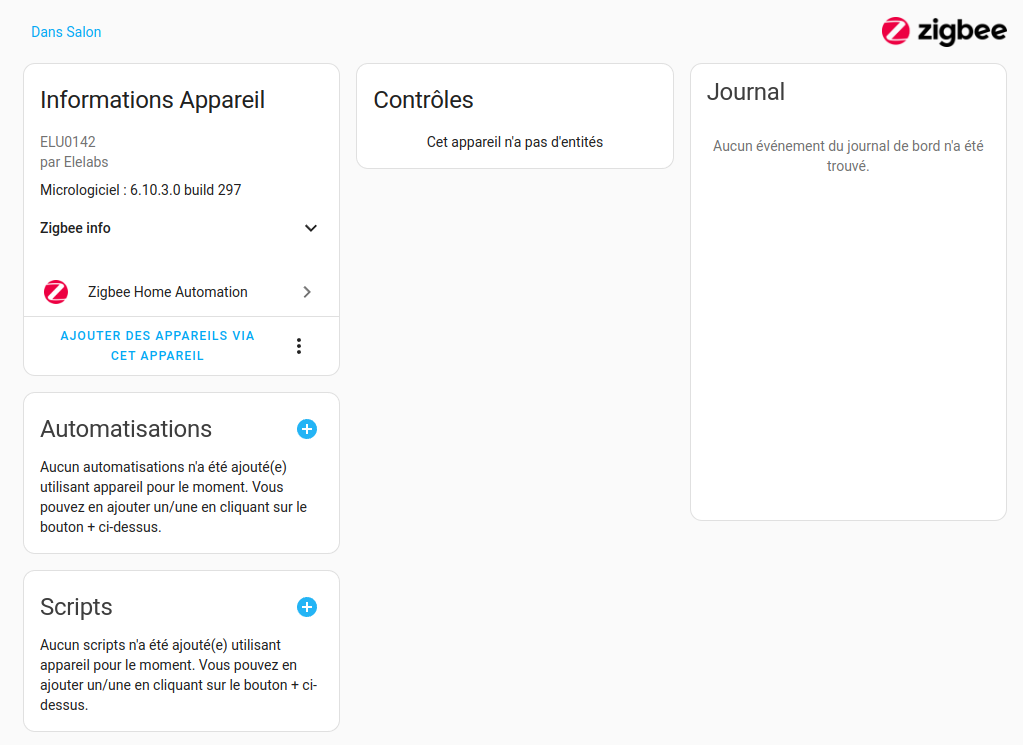 Dans Salon
zigbee
Informations Appareil
ELU0142
par Elelabs
Micrologiciel : 6.10.3.0 build 297
Zigbee info
Zigbee Home Automation
AJOUTER DES APPAREILS VIA
CET APPAREIL
Automatisations
Aucun automatisations n'a été ajouté(e)
utilisant appareil pour le moment. Vous
pouvez en ajouter un/une en cliquant sur le
bouton + ci-dessus.
Scripts
Aucun scripts n'a été ajouté(e) utilisant
appareil pour le moment. Vous pouvez en
ajouter un/une en cliquant sur le bouton + ci-
dessus.
Contrôles
Cet appareil n'a pas d'entités
Journal
Aucun événement du journal de bord n'a été
trouvé.